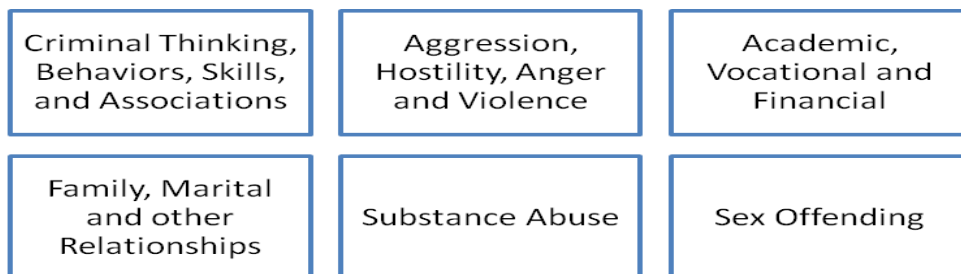 Criminal Thinking,
Behaviors, Skills,
and Associations
Aggression,
Hostility, Anger
and Violence
Academic,
Vocational and
Financial
Family, Marital
and other
Relationships
Substance Abuse
Sex Offending